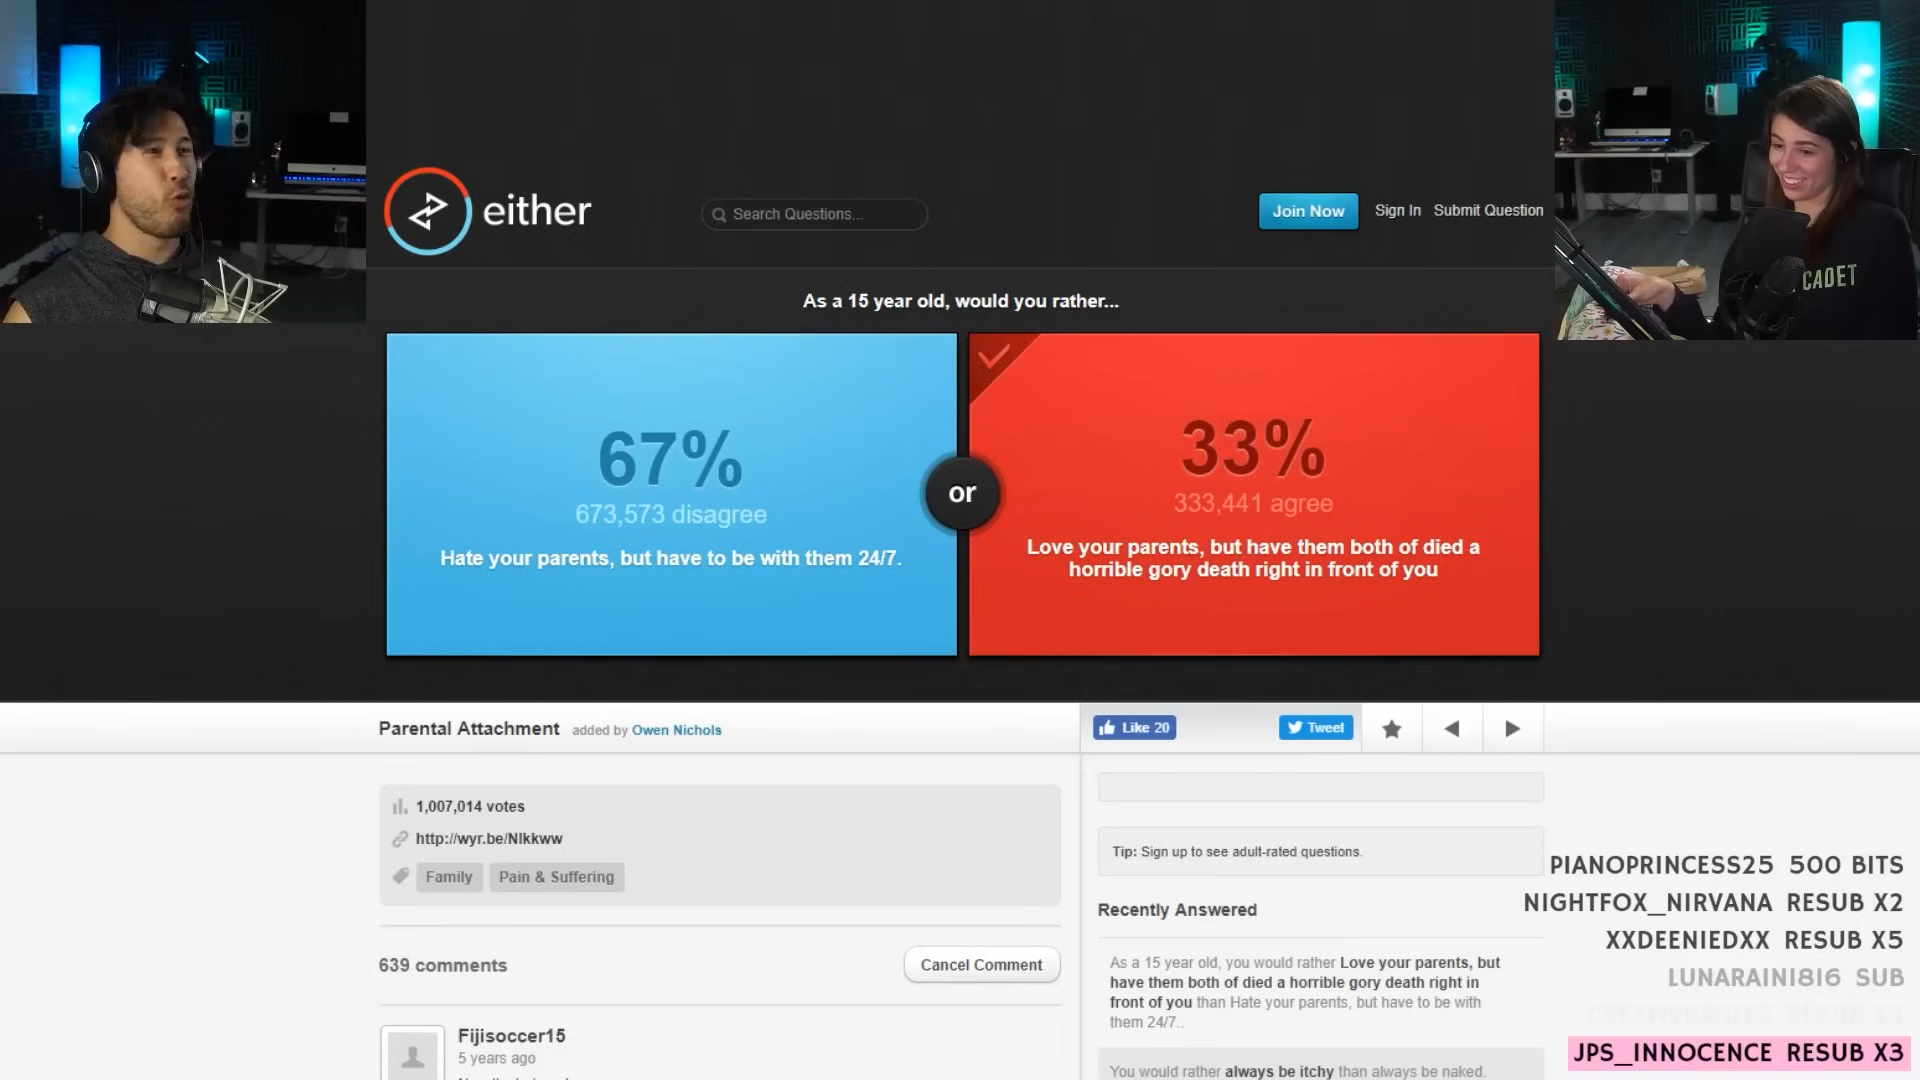 either
Search Questions...
Join Now
Sign In
Submit Question
CADET
As a 15 year old, would you rather...
67%
673,573 disagree
Hate your parents, but have to be with them 24/7.
or
33%
333,441 agree
Love your parents, but have them both of died a
horrible gory death right in front of you
Parental Attachment added by Owen Nichols
Like 20
Tweet
1,007,014 votes
http://wyr.be/NIkkww
Family
Pain & Suffering
639 comments
Cancel Comment
Fijisoccer15
5 years ago
Tip: Sign up to see adult-rated questions.
Recently Answered
As a 15 year old, you would rather Love your parents, but
have them both of died a horrible gory death right in
front of you than Hate your parents, but have to be with
them 24/7..
You would rather always be itchy than always be naked.
PIANOPRINCESS25 500 BITS
NIGHTFOX_NIRVANA RESUB X2
XXDEENIEDXX RESUB X5
LUNARAIN1816 SUB
JPS_INNOCENCE RESUB X3